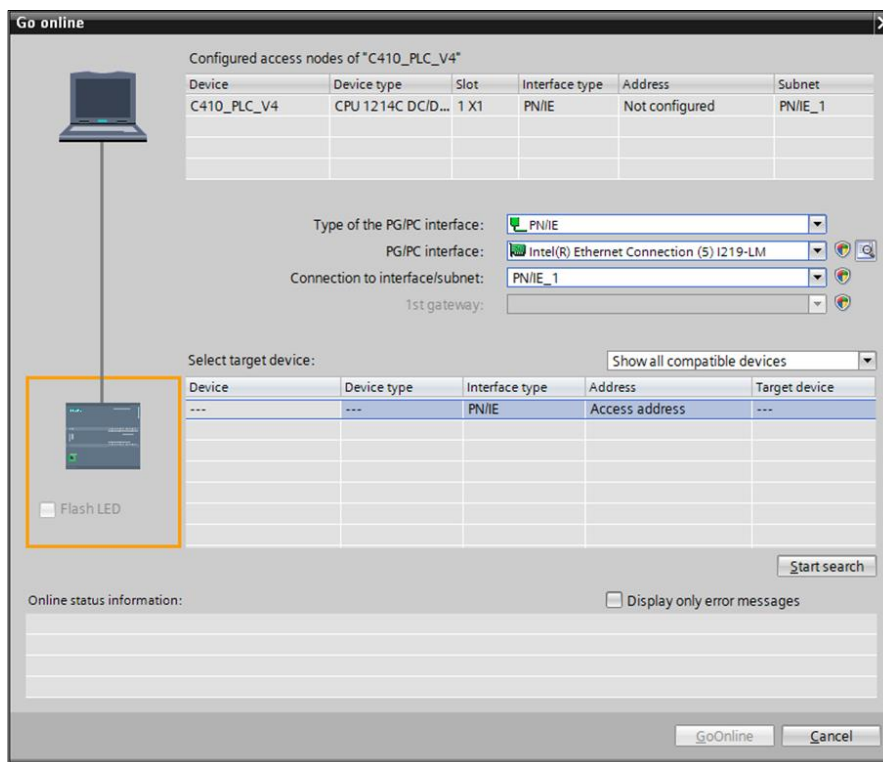 Go online
Configured access nodes of "C410_PLC_V4"
Device Device type Slot Interface type Address Subnet
C410_PLC_V4 CPU 1214C DC/D... 1 X1 PN/IE Not configured PN/IE_1
Type of the PG/PC interface: PN/IE
PG/PC interface: Intel(R) Ethernet Connection (5) I219-LM
Connection to interface/subnet: PN/IE_1
1st gateway:
Select target device: Show all compatible devices
Device Device type Interface type Address Target device
--- --- PN/IE Access address ---
Flash LED
Start search
Online status information: Display only error messages
GoOnline Cancel